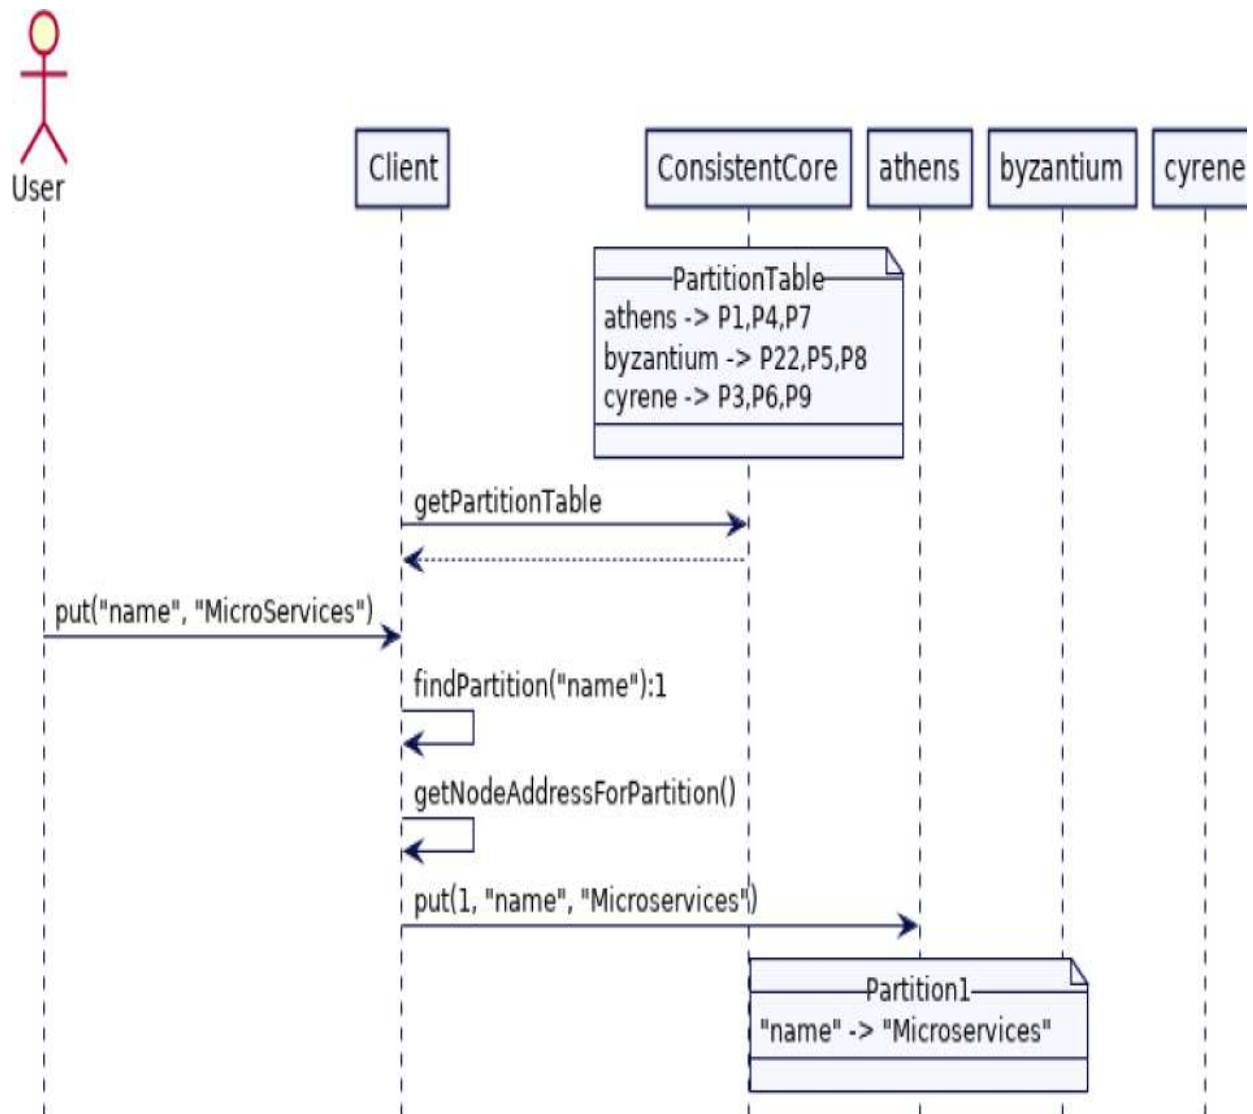 User
Client
ConsistentCore
athens
byzantium
cyrene
PartitionTable
athens -> P1,P4,P7
byzantium -> P22,P5,P8
cyrene -> P3,P6,P9
getPartitionTable
put("name", "MicroServices")
findPartition("name"):1
getNodeAddressForPartition()
put(1, "name", "Microservices")
Partition1
"name" -> "Microservices"